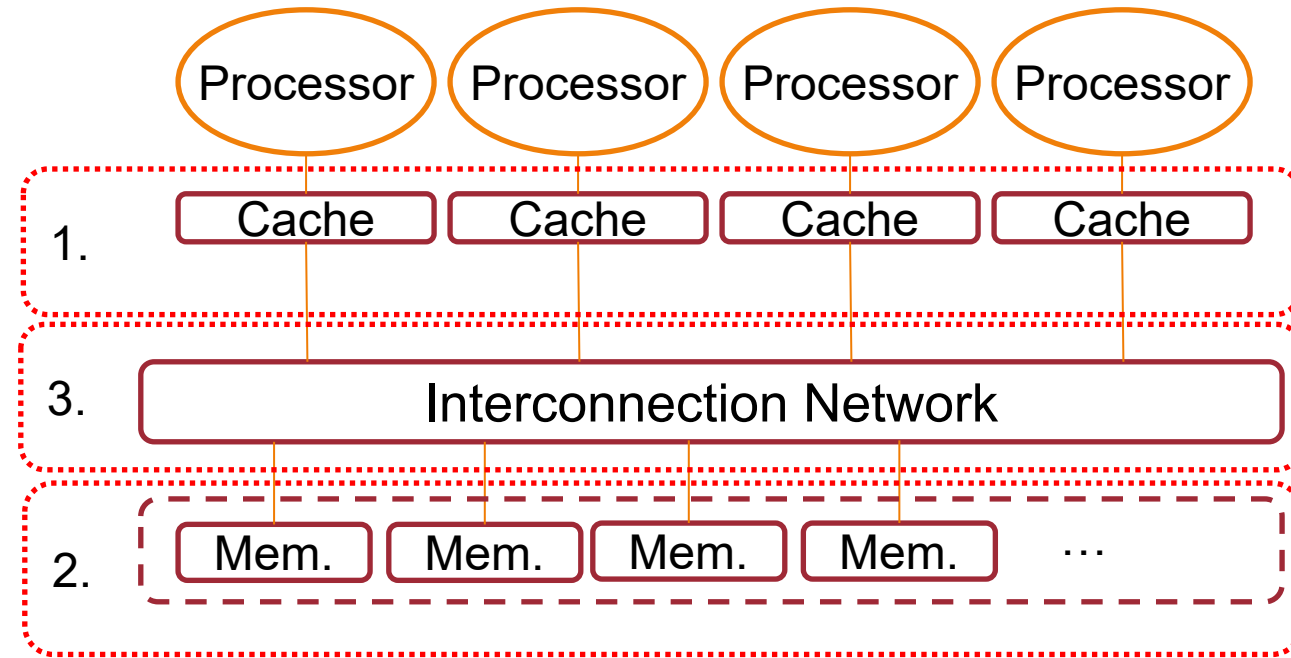 Processor Processor Processor Processor
1. Cache Cache Cache Cache
3. Interconnection Network
2. Mem. Mem. Mem. Mem. ...